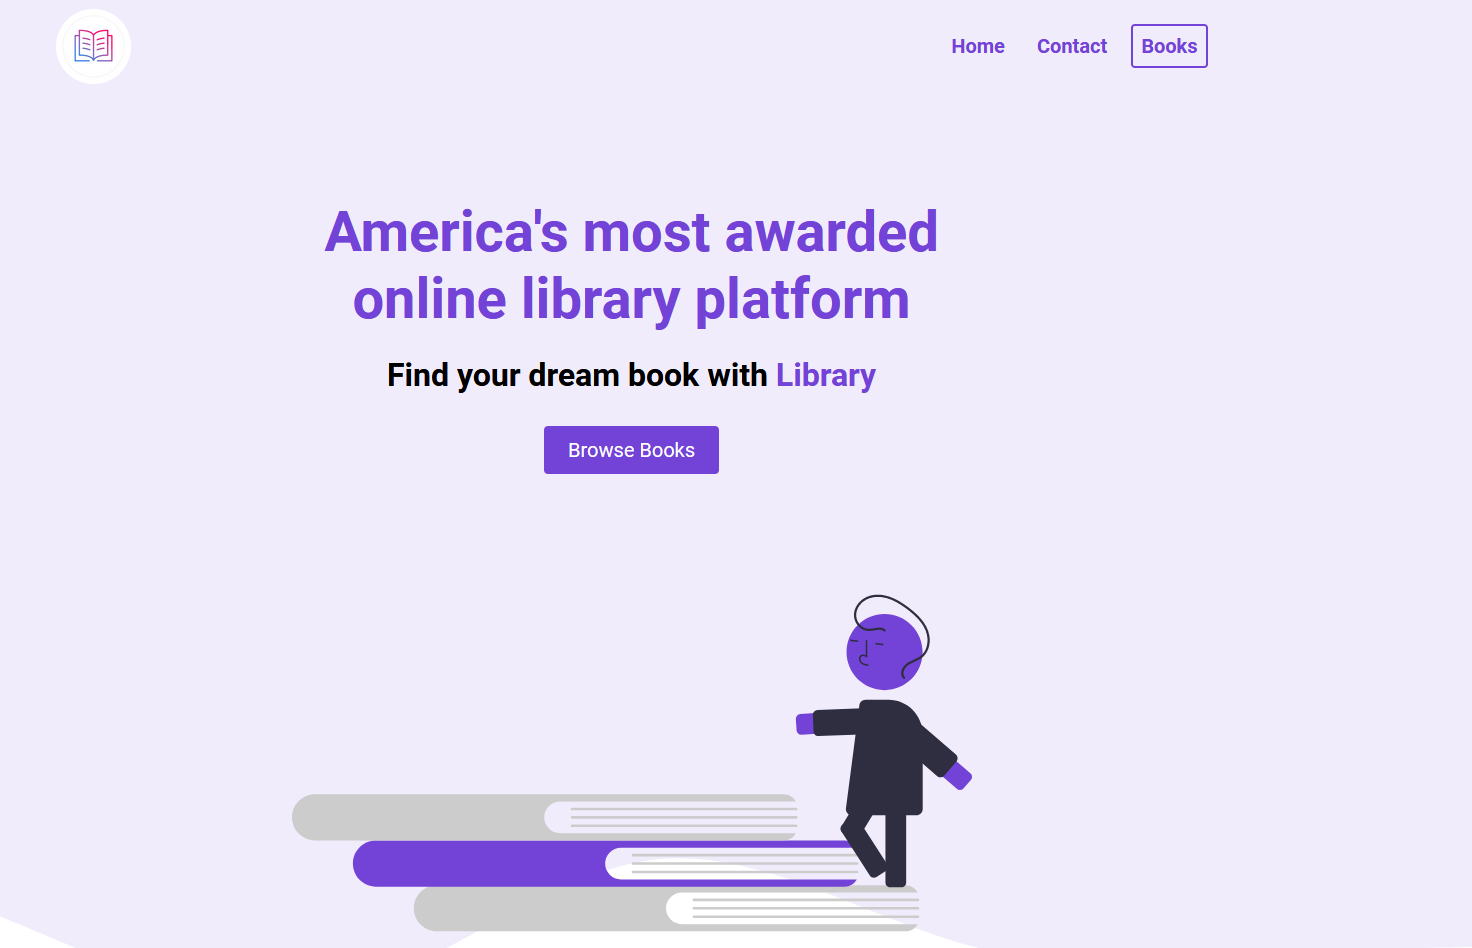 Home Contact Books
America's most awarded
online library platform
Find your dream book with Library
Browse Books